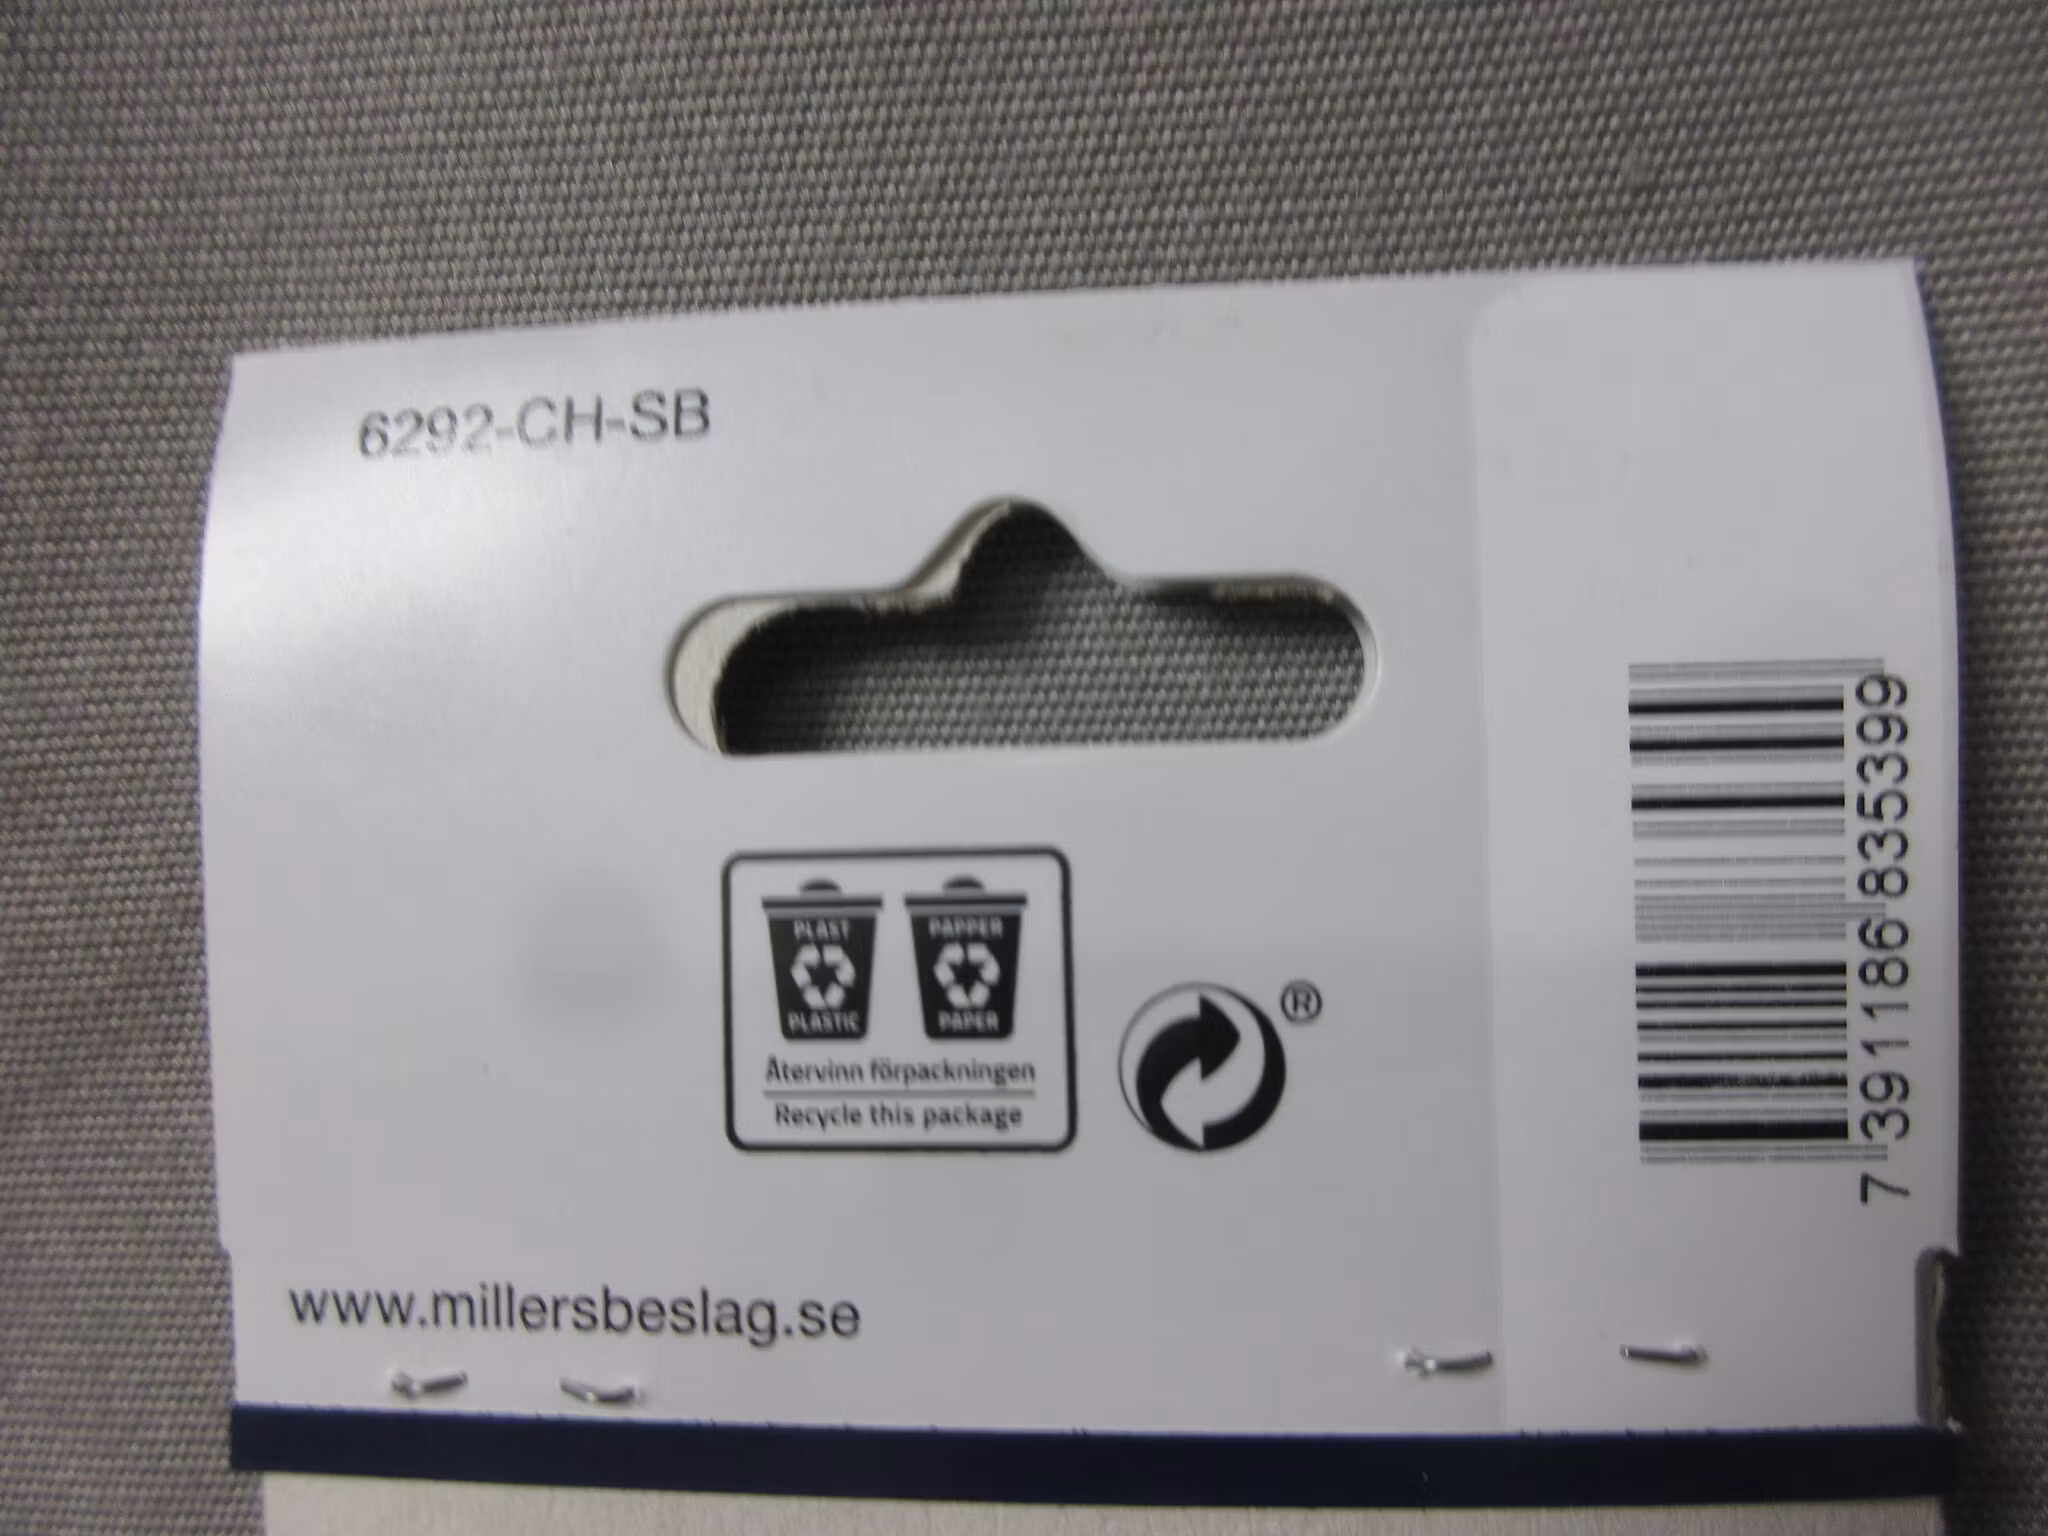 6292-CH-SB
PLAST
PLASTIC
PAPPER
PAPER
Återvinn förpackningen
Recycle this package
®
7 391186 835399
www.millersbeslag.se